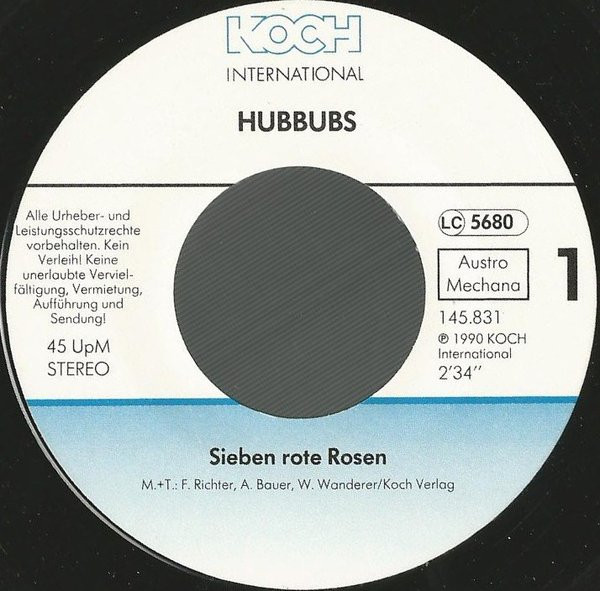 KOCH
INTERNATIONAL
HUBBUBS
Alle Urheber- und
Leistungsschutzrechte
vorbehalten. Kein
Verleih! Keine
unerlaubte Verviel-
fältigung, Vermietung,
Aufführung und
Sendung!
45 UpM
STEREO
LC 5680
Austro
Mechana
1
145.831
℗ 1990 KOCH
International
2'34"
Sieben rote Rosen
M.+T.: F. Richter, A. Bauer, W. Wanderer/Koch Verlag